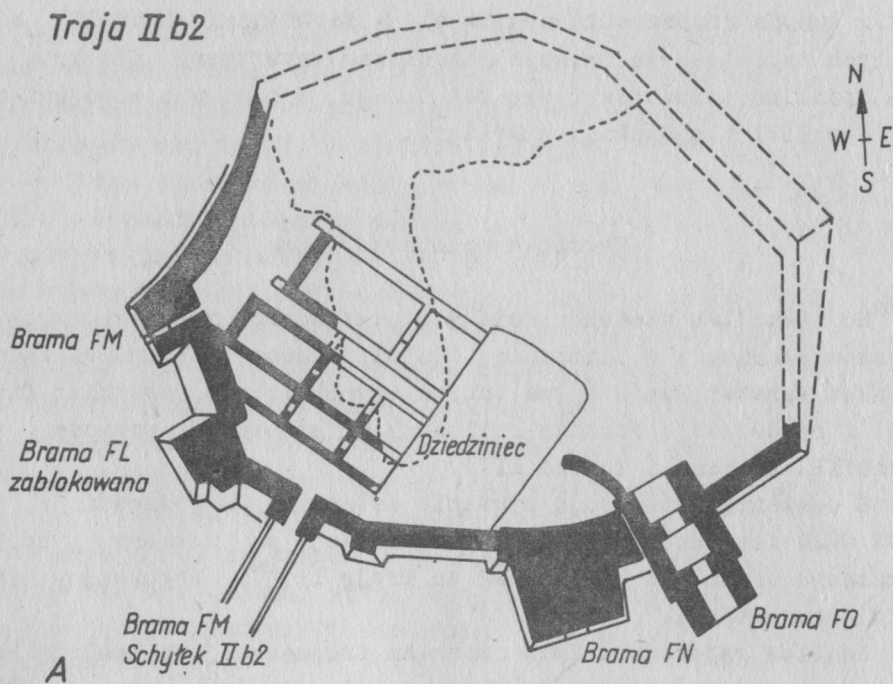 Troja II b2
N
W – E
S
Brama FM
Brama FL
zablokowana
Dziedziniec
Brama FM
Schyłek II b2
Brama FN
Brama FO
A